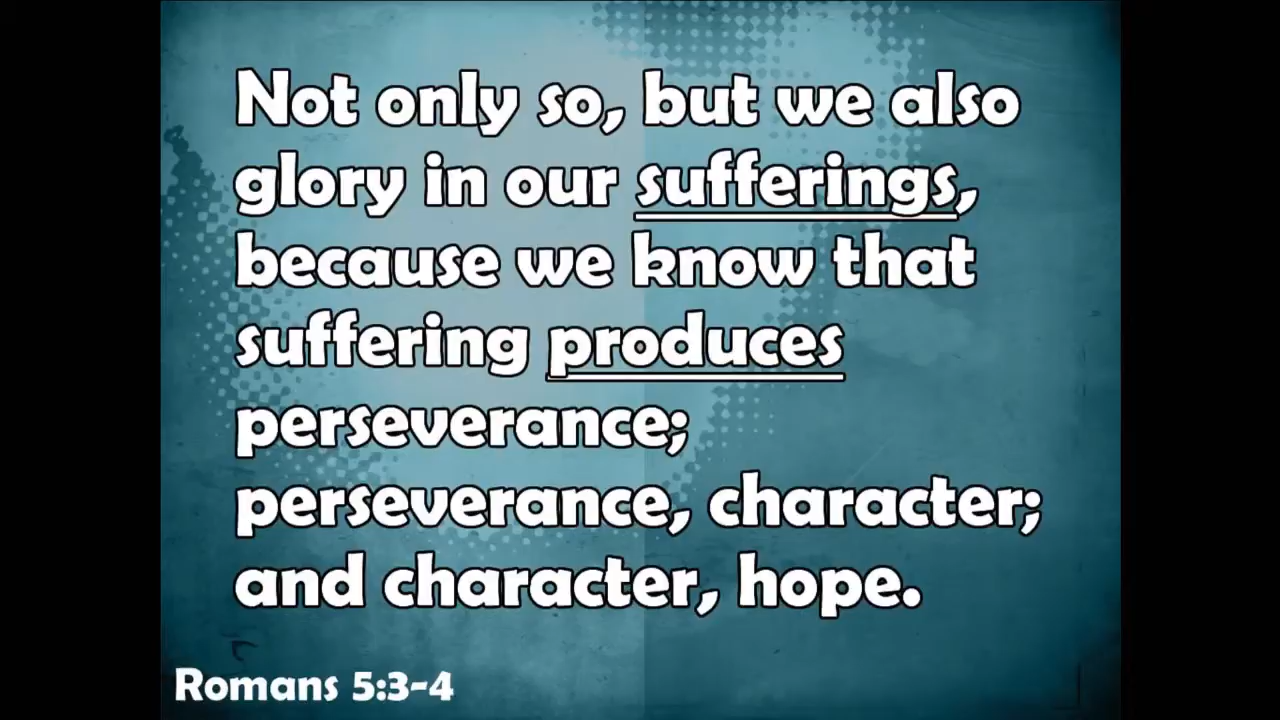 Not only so, but we also
glory in our sufferings,
because we know that
suffering produces
perseverance;
perseverance, character;
and character, hope.
Romans 5:3-4